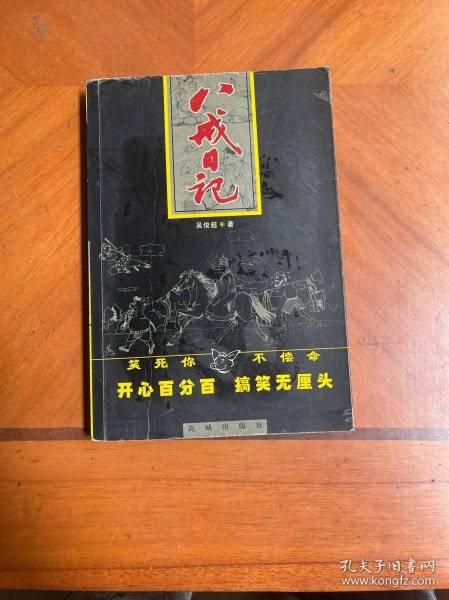 八戒日记
吴俊超 著
笑死你 不偿命
开心百分百 搞笑无厘头
花城出版社
孔夫子旧书网
www.kongfz.com